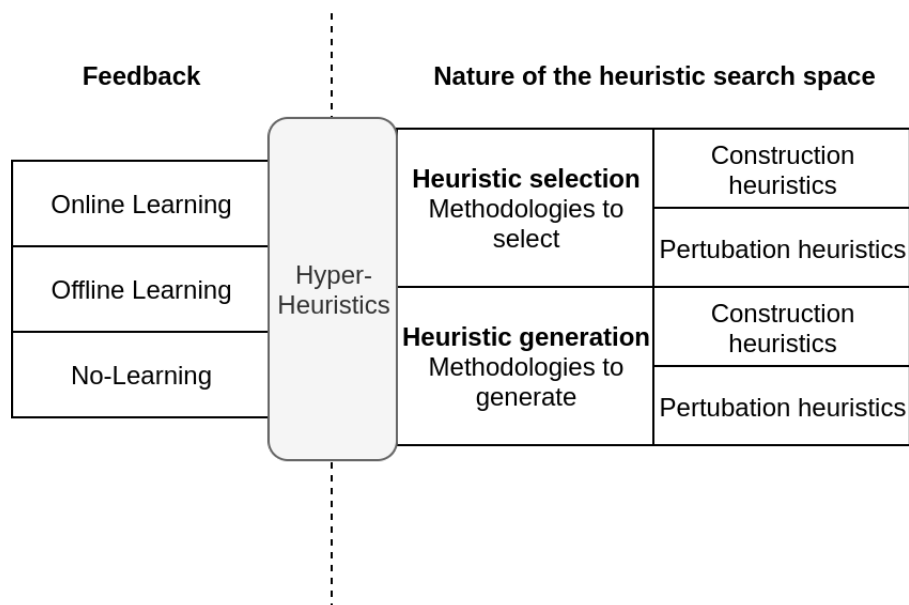 Feedback
Nature of the heuristic search space
Online Learning
Offline Learning
No-Learning
Hyper-
Heuristics
Heuristic selection
Methodologies to
select
Construction
heuristics
Pertubation heuristics
Heuristic generation
Methodologies to
generate
Construction
heuristics
Pertubation heuristics